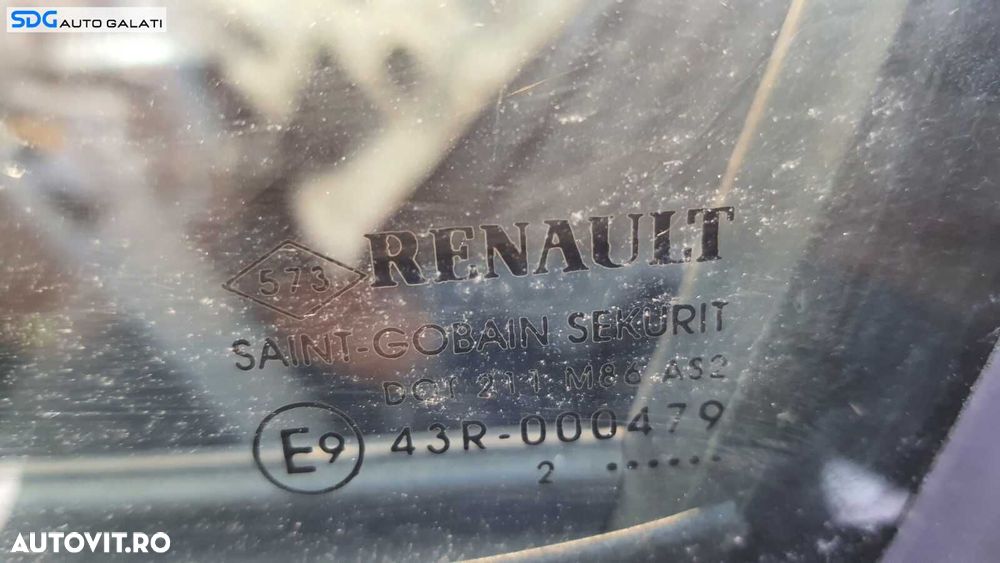 SDG AUTO GALATI
573 RENAULT
SAINT-GOBAIN SEKURIT
DOT 211 M86 AS2
E9 43R-000479
2 ......
AUTOVIT.RO